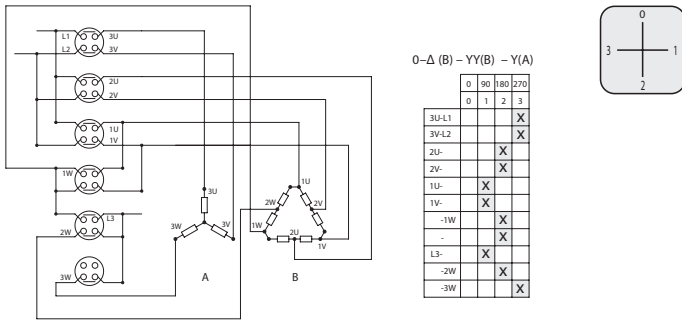 L1
3U
L2
3V
2U
2V
1U
1V
1W
L3
2W
3W
3U
3W
3V
A
1U
2W
2V
1W
2U
1V
B
0–Δ (B) – YY(B) – Y(A)
0 90 180 270
0 1 2 3
3U-L1 X
3V-L2 X
2U- X
2V- X
1U- X
1V- X
-1W X
- X
L3- X
-2W X
-3W X
0
3 1
2